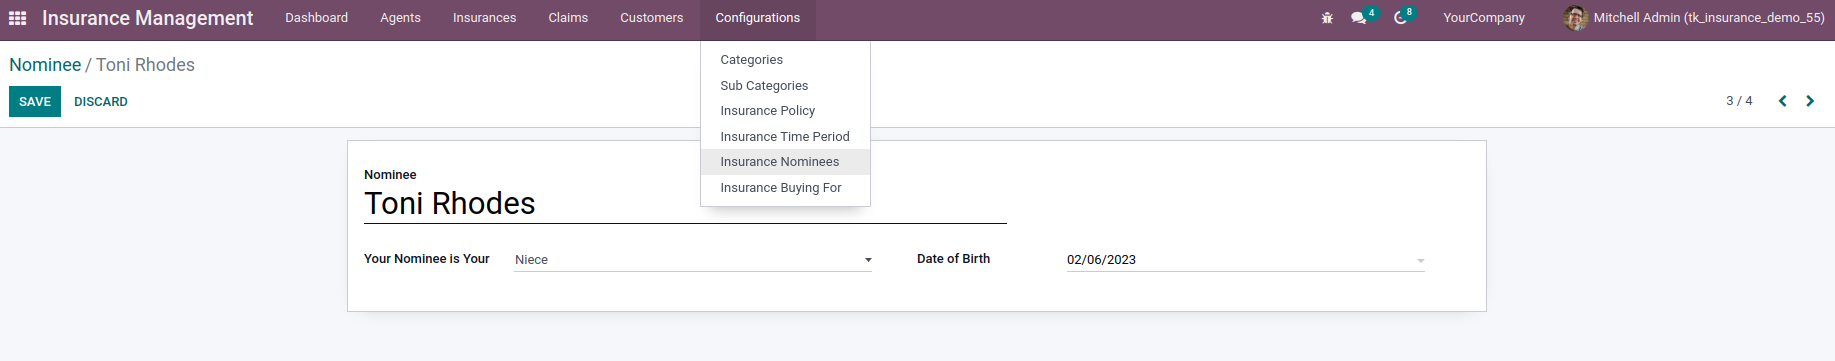 Insurance Management Dashboard Agents Insurances Claims Customers Configurations 4 8 YourCompany Mitchell Admin (tk_insurance_demo_55)
Nominee / Toni Rhodes
SAVE DISCARD
3 / 4
Categories
Sub Categories
Insurance Policy
Insurance Time Period
Insurance Nominees
Insurance Buying For
Nominee
Toni Rhodes
Your Nominee is Your Niece Date of Birth 02/06/2023